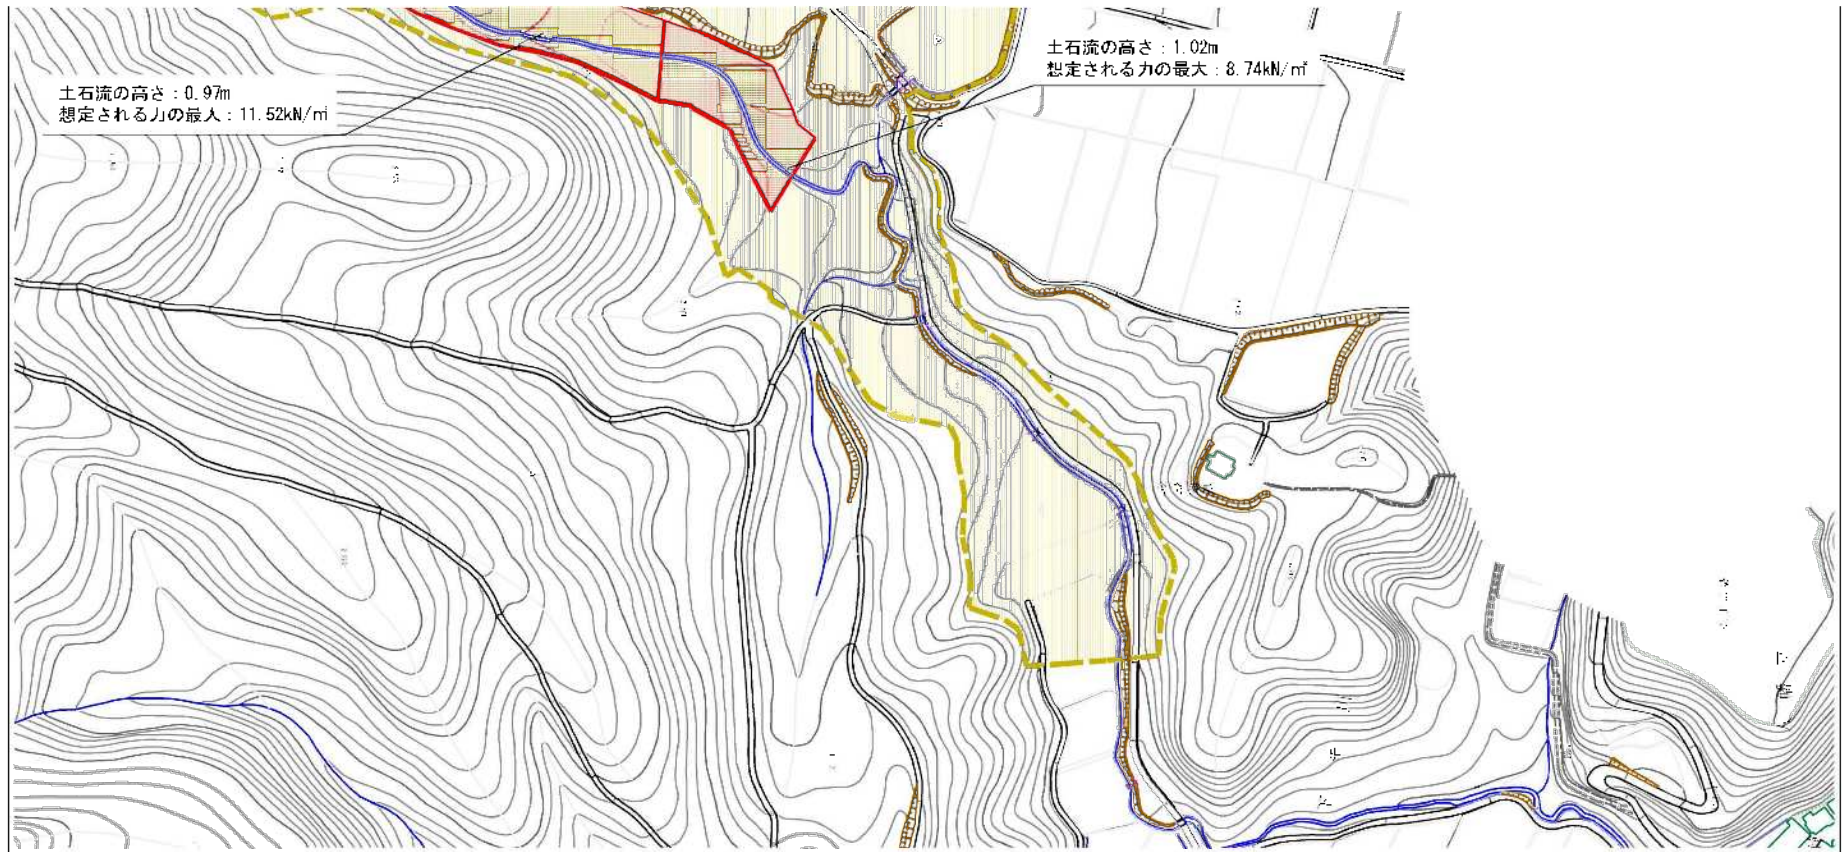 土石流の高さ：1.02m
想定される力の最大：8.74kN/㎡
土石流の高さ：0.97m
想定される力の最大：11.52kN/㎡